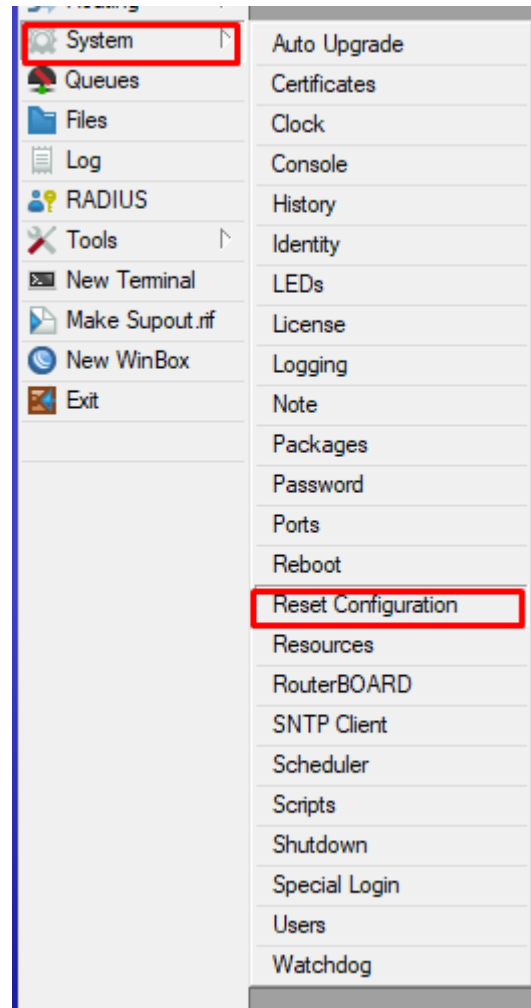 System
Queues
Files
Log
RADIUS
Tools
New Terminal
Make Supout.rif
New WinBox
Exit
Auto Upgrade
Certificates
Clock
Console
History
Identity
LEDs
License
Logging
Note
Packages
Password
Ports
Reboot
Reset Configuration
Resources
RouterBOARD
SNTP Client
Scheduler
Scripts
Shutdown
Special Login
Users
Watchdog